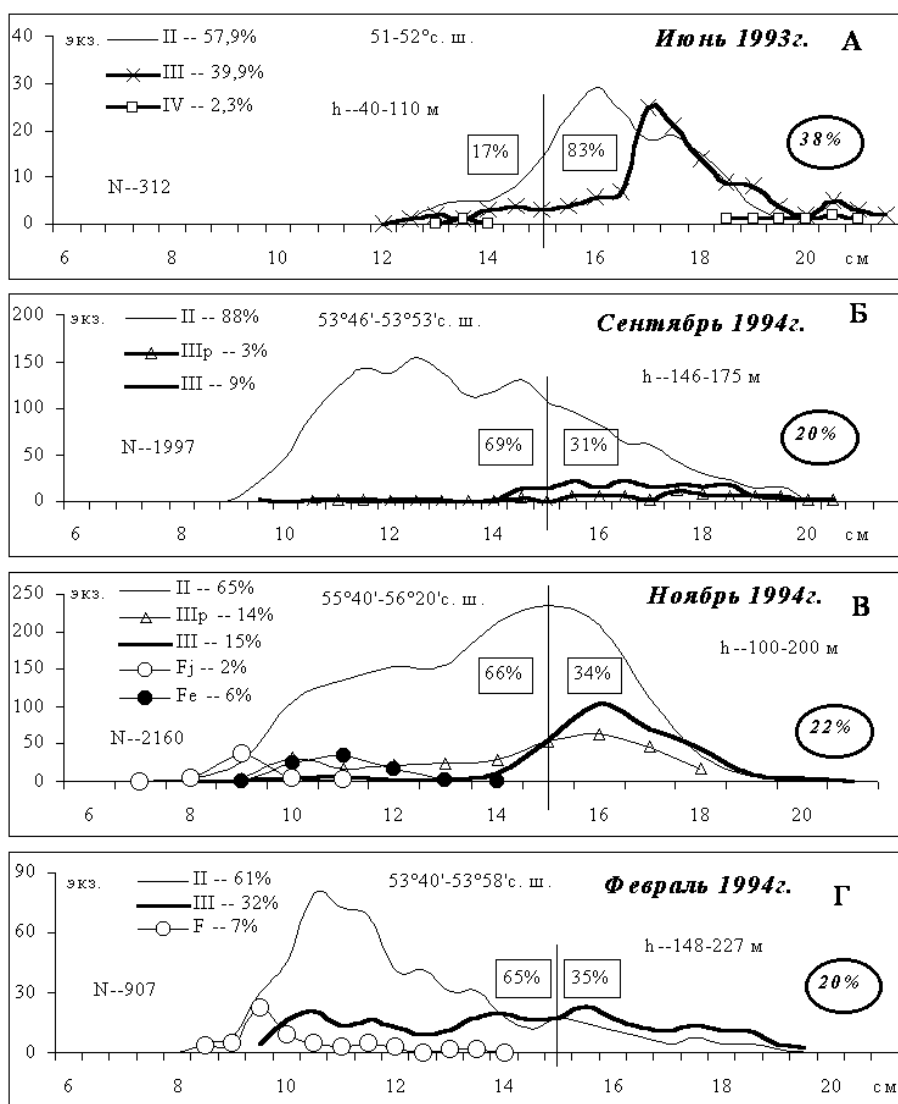 40
30
20
10
0
экз.
II -- 57,9%
III -- 39,9%
IV -- 2,3%
51-52°с. ш.
Июнь 1993г.
А
h--40-110 м
17%
83%
38%
N--312
6 8 10 12 14 16 18 20 см
200
150
100
50
0
экз.
II -- 88%
IIIp -- 3%
III -- 9%
53°46'-53°53'с. ш.
Сентябрь 1994г.
Б
h--146-175 м
69%
31%
20%
N--1997
6 8 10 12 14 16 18 20 см
250
200
150
100
50
0
экз.
II -- 65%
IIIp -- 14%
III -- 15%
Fj -- 2%
Fe -- 6%
55°40'-56°20'с. ш.
Ноябрь 1994г.
В
h--100-200 м
66%
34%
22%
N--2160
6 8 10 12 14 16 18 20 см
90
60
30
0
экз.
II -- 61%
III -- 32%
F -- 7%
53°40'-53°58'с. ш.
Февраль 1994г.
Г
h--148-227 м
65%
35%
20%
N--907
6 8 10 12 14 16 18 20 см